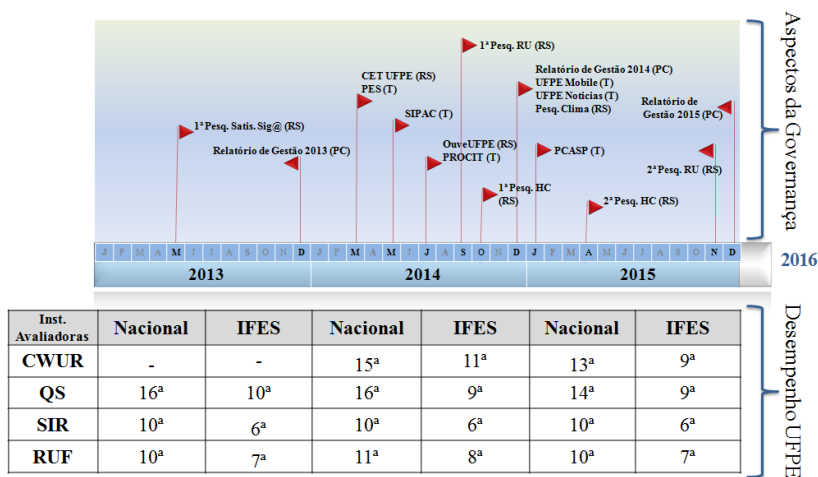 1ª Pesq. RU (RS)
CET UFPE (RS)
PES (T)
Relatório de Gestão 2014 (PC)
UFPE Mobile (T)
UFPE Noticias (T)
Pesq. Clima (RS)
SIPAC (T)
Relatório de
Gestão 2015 (PC)
1ª Pesq. Satis. Sig@ (RS)
Relatório de Gestão 2013 (PC)
OuveUFPE (RS)
PROCIT (T)
PCASP (T)
2ª Pesq. RU (RS)
1ª Pesq. HC
(RS)
2ª Pesq. HC (RS)
Aspectos da Governança
J F M A M J J A S O N D J F M A M J J A S O N D J F M A M J J A S O N D
2013 2014 2015
2016
Inst.
Avaliadoras Nacional IFES Nacional IFES Nacional IFES
CWUR - - 15ª 11ª 13ª 9ª
QS 16ª 10ª 16ª 9ª 14ª 9ª
SIR 10ª 6ª 10ª 6ª 10ª 6ª
RUF 10ª 7ª 11ª 8ª 10ª 7ª
Desempenho UFPE